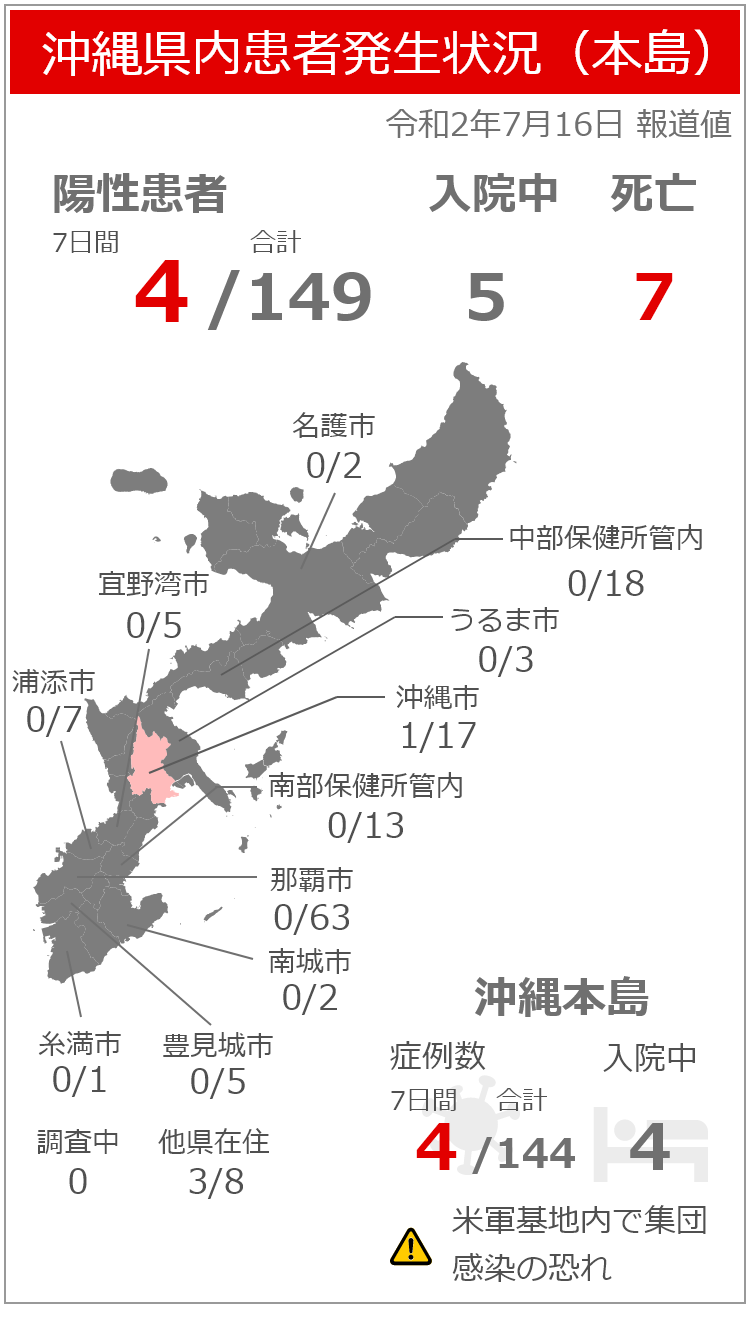 沖縄県内患者発生状況（本島）
令和2年7月16日 報道値
陽性患者 入院中 死亡
7日間 合計
4/149 5 7
名護市
0/2
中部保健所管内
0/18
宜野湾市
0/5
うるま市
0/3
浦添市
0/7
沖縄市
1/17
南部保健所管内
0/13
那覇市
0/63
南城市
0/2
糸満市
0/1
豊見城市
0/5
調査中
0
他県在住
3/8
沖縄本島
症例数 入院中
7日間 合計
4/144 4
米軍基地内で集団
感染の恐れ